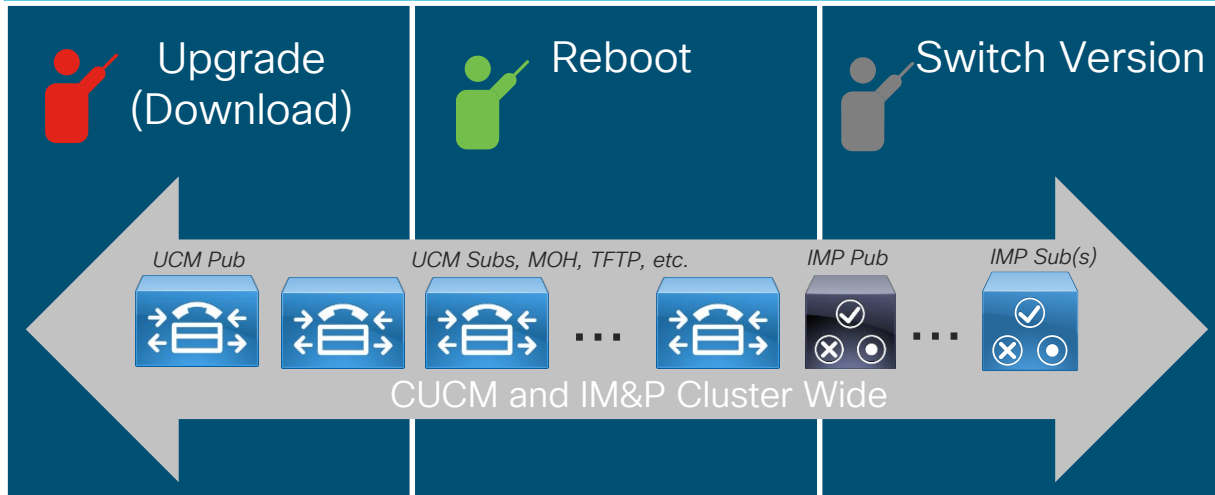 Upgrade
(Download)
Reboot
Switch Version
UCM Pub
UCM Subs, MOH, TFTP, etc.
IMP Pub
IMP Sub(s)
...
...
CUCM and IM&P Cluster Wide